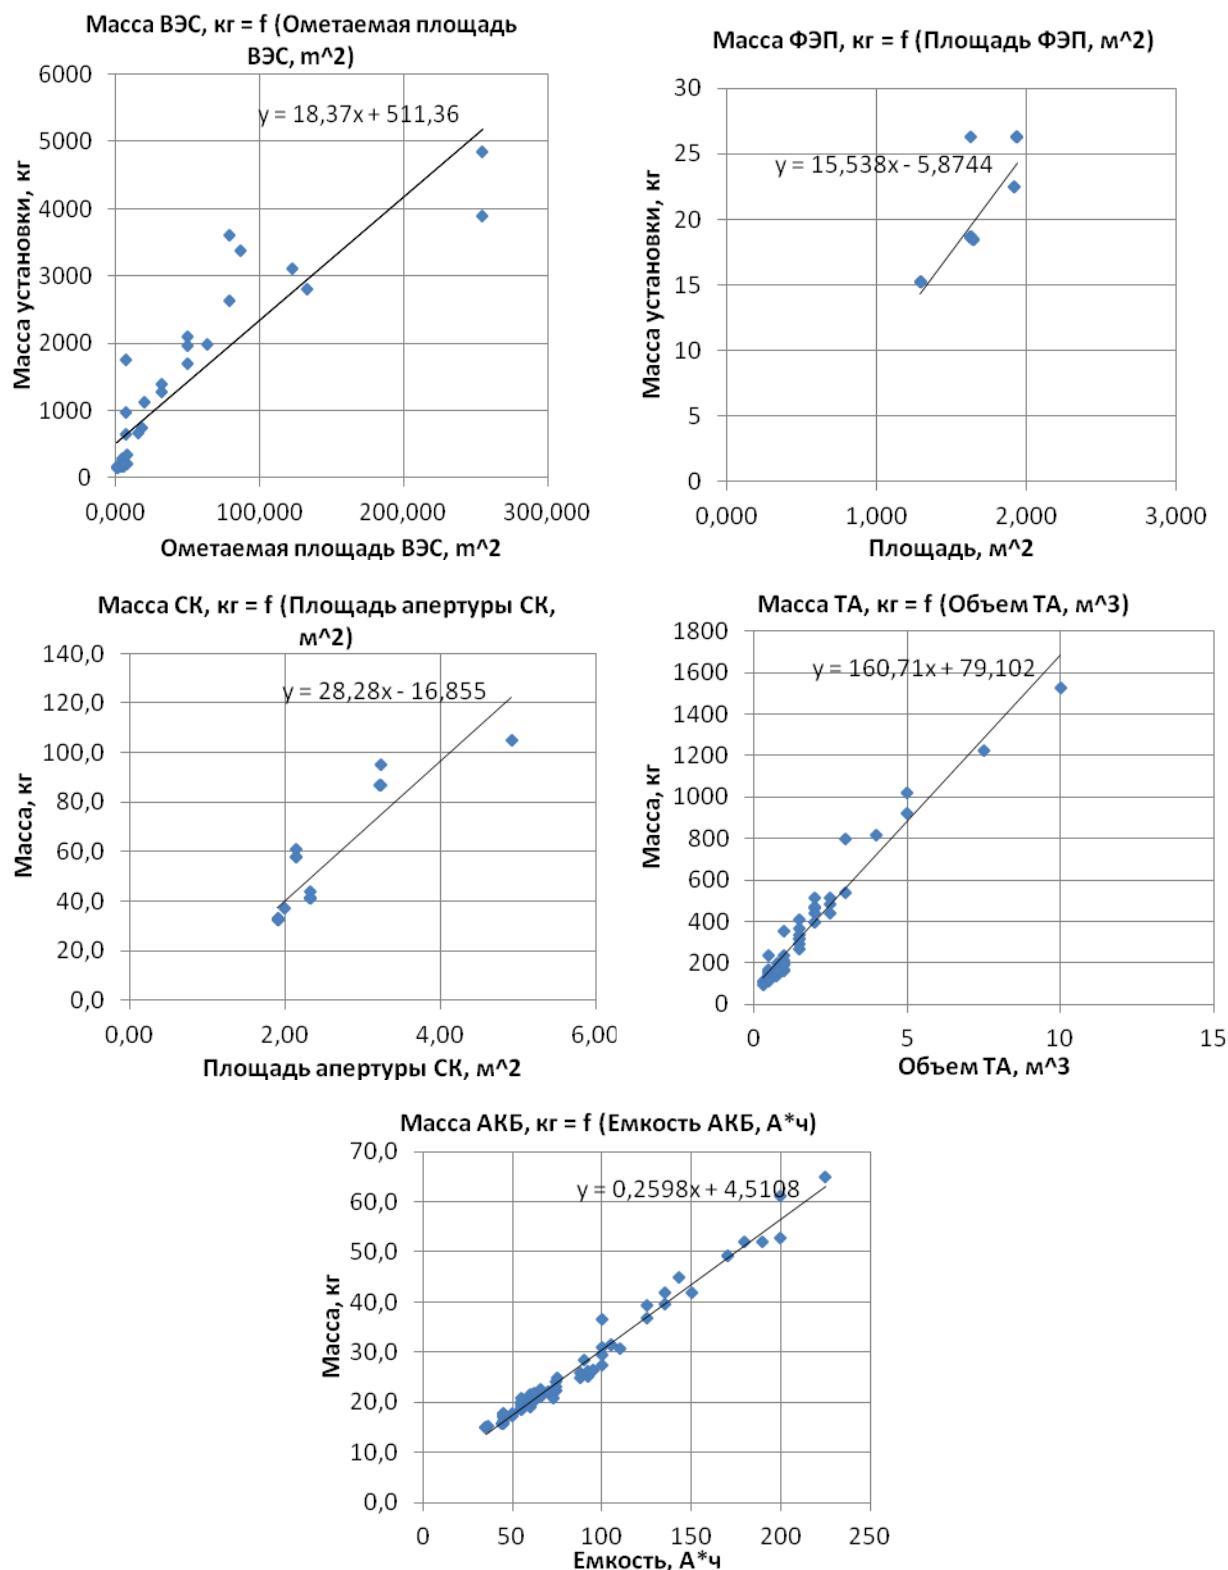 Масса ВЭС, кг = f (Ометаемая площадь
ВЭС, m^2)
6000
5000
4000
3000
2000
1000
0
y = 18,37x + 511,36
Масса установки, кг
0,000 100,000 200,000 300,000
Ометаемая площадь ВЭС, m^2
Масса ФЭП, кг = f (Площадь ФЭП, м^2)
30
25
20
15
10
5
0
y = 15,538x - 5,8744
Масса установки, кг
0,000 1,000 2,000 3,000
Площадь, м^2
Масса СК, кг = f (Площадь апертуры СК,
м^2)
140,0
120,0
100,0
80,0
60,0
40,0
20,0
0,0
y = 28,28x - 16,855
Масса, кг
0,00 2,00 4,00 6,00
Площадь апертуры СК, м^2
Масса ТА, кг = f (Объем ТА, м^3)
1800
1600
1400
1200
1000
800
600
400
200
0
y = 160,71x + 79,102
Масса, кг
0 5 10 15
Объем ТА, м^3
Масса АКБ, кг = f (Емкость АКБ, А*ч)
70,0
60,0
50,0
40,0
30,0
20,0
10,0
0,0
y = 0,2598x + 4,5108
Масса, кг
0 50 100 150 200 250
Емкость, А*ч